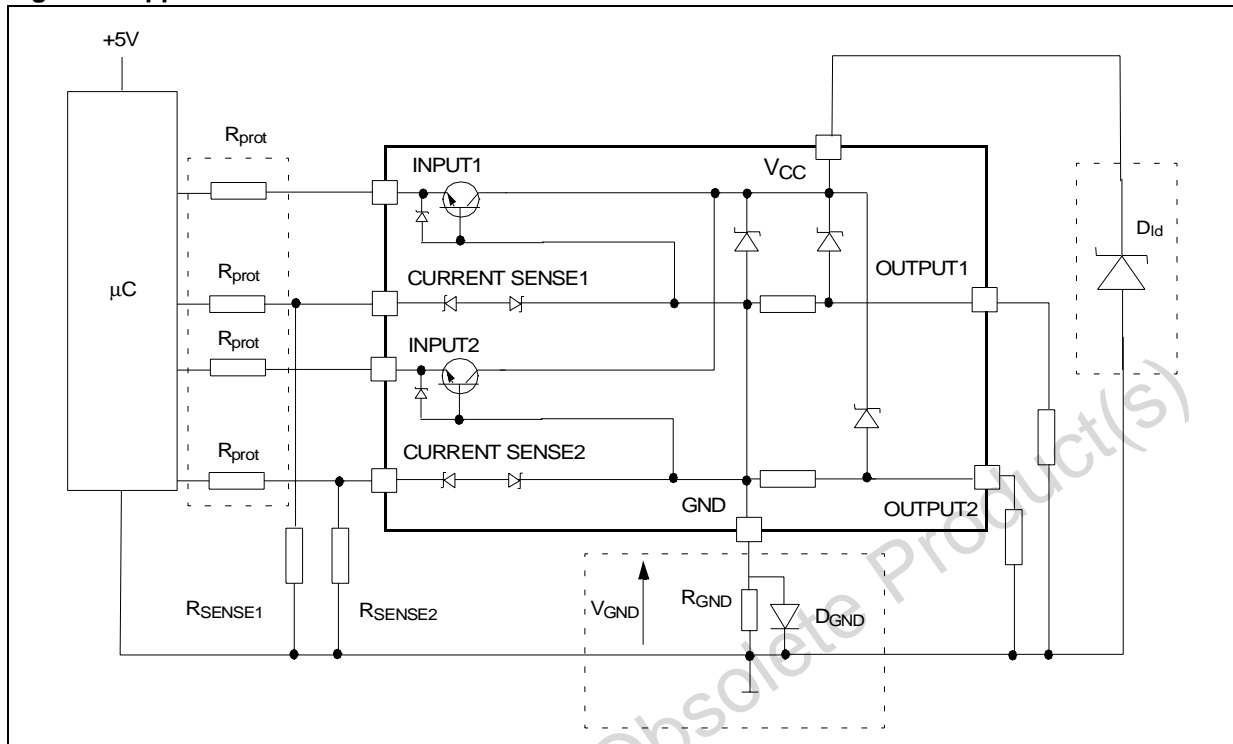 +5V
Rprot
INPUT1
VCC
Dld
Rprot
CURRENT SENSE1
OUTPUT1
μC
Rprot
INPUT2
Rprot
CURRENT SENSE2
GND
OUTPUT2
RSENSE1
RSENSE2
VGND
RGND
DGND
Obsolete Product(s)